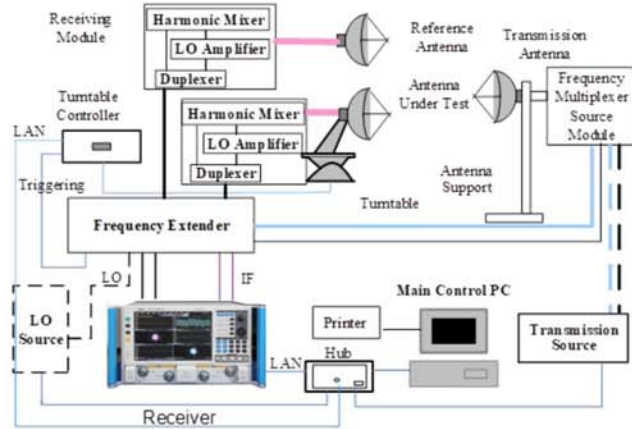 Receiving
Module
Harmonic Mixer
LO Amplifier
Duplexer
Reference
Antenna
Transmission
Antenna
Frequency
Multiplexer
Source
Module
Turntable
Controller
Harmonic Mixer
LO Amplifier
Duplexer
Antenna
Under Test
LAN
Triggering
Antenna
Support
Turntable
Frequency Extender
LO
IF
LO
Source
Main Control PC
Printer
Transmission
Source
LAN
Hub
Receiver